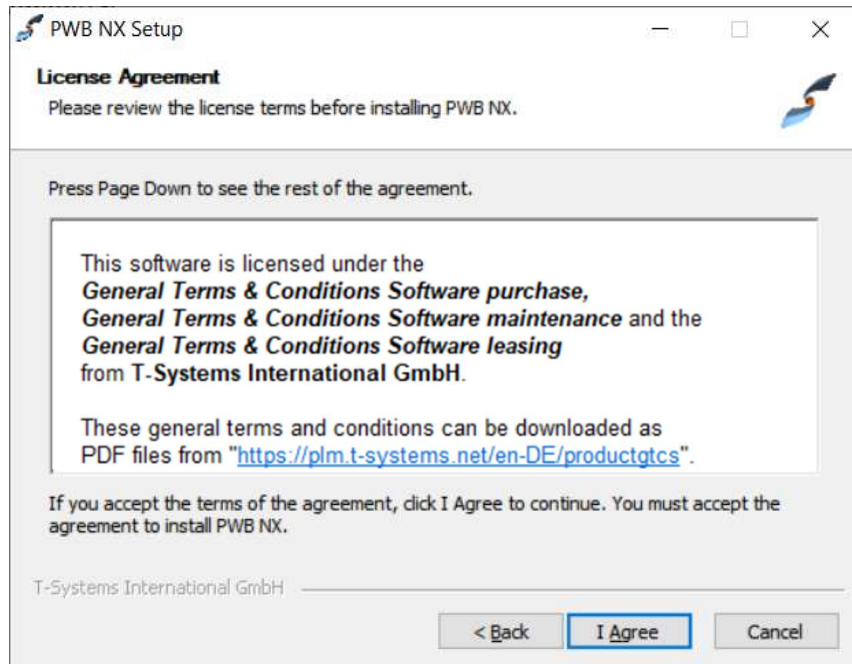 PWB NX Setup
License Agreement
Please review the license terms before installing PWB NX.
Press Page Down to see the rest of the agreement.
This software is licensed under the
General Terms & Conditions Software purchase,
General Terms & Conditions Software maintenance and the
General Terms & Conditions Software leasing
from T-Systems International GmbH.
These general terms and conditions can be downloaded as
PDF files from "https://plm.t-systems.net/en-DE/productgtcs".
If you accept the terms of the agreement, click I Agree to continue. You must accept the
agreement to install PWB NX.
T-Systems International GmbH
< Back I Agree Cancel